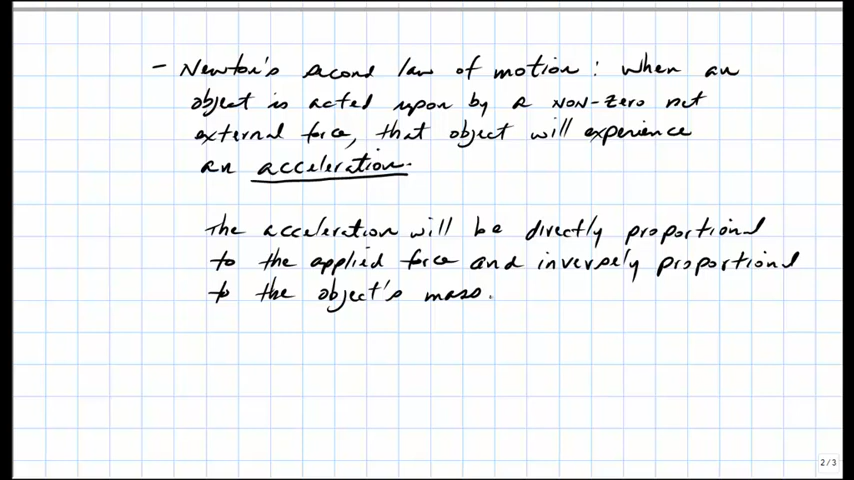 - Newton's second law of motion: when an
object is acted upon by a non-zero net
external force, that object will experience
an acceleration.
The acceleration will be directly proportional
to the applied force and inversely proportional
to the object's mass.
2/3